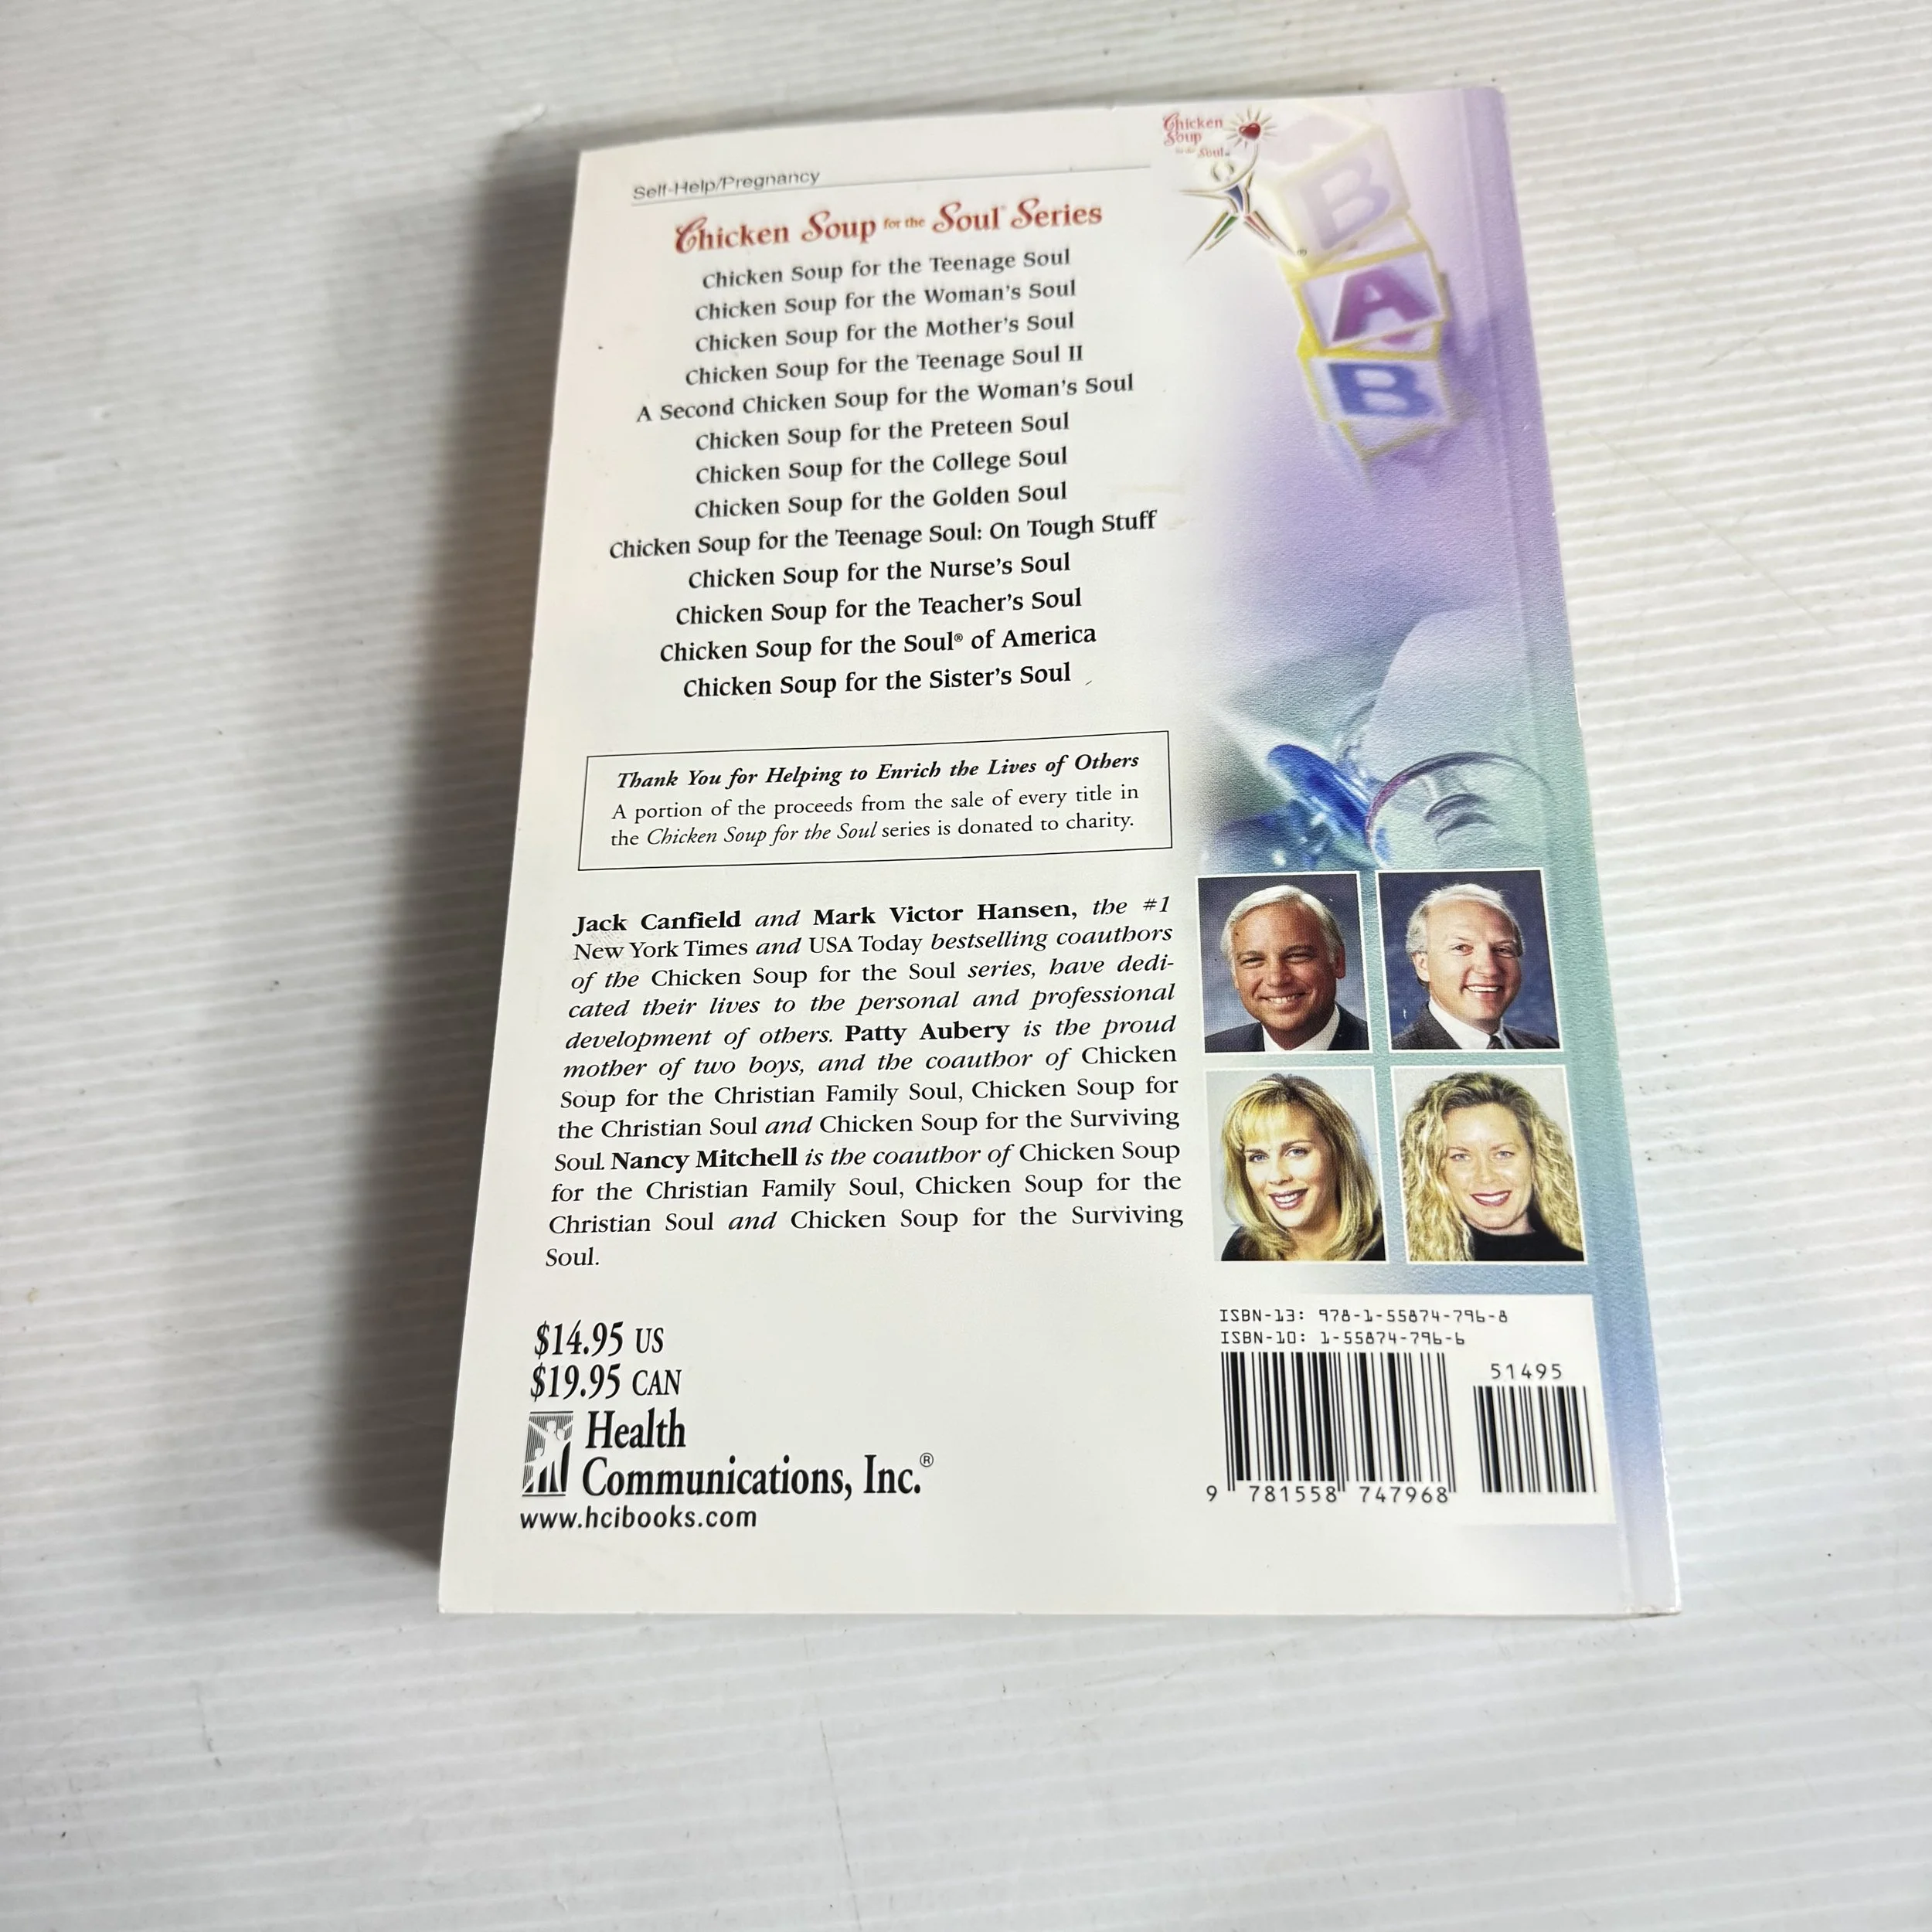 Self-Help/Pregnancy
Chicken Soup for the Soul Series
Chicken Soup for the Teenage Soul
Chicken Soup for the Woman's Soul
Chicken Soup for the Mother's Soul
Chicken Soup for the Teenage Soul II
A Second Chicken Soup for the Woman's Soul
Chicken Soup for the Preteen Soul
Chicken Soup for the College Soul
Chicken Soup for the Golden Soul
Chicken Soup for the Teenage Soul: On Tough Stuff
Chicken Soup for the Nurse's Soul
Chicken Soup for the Teacher's Soul
Chicken Soup for the Soul® of America
Chicken Soup for the Sister's Soul
Thank You for Helping to Enrich the Lives of Others
A portion of the proceeds from the sale of every title in
the Chicken Soup for the Soul series is donated to charity.
Jack Canfield and Mark Victor Hansen, the #1
New York Times and USA Today bestselling coauthors
of the Chicken Soup for the Soul series, have dedi-
cated their lives to the personal and professional
development of others. Patty Aubery is the proud
mother of two boys, and the coauthor of Chicken
Soup for the Christian Family Soul, Chicken Soup for
the Christian Soul and Chicken Soup for the Surviving
Soul. Nancy Mitchell is the coauthor of Chicken Soup
for the Christian Family Soul, Chicken Soup for the
Christian Soul and Chicken Soup for the Surviving
Soul.
$14.95 US
$19.95 CAN
Health
Communications, Inc.®
www.hcibooks.com
Chicken
Soup
for the Soul
B
A
B
ISBN-13: 978-1-55874-796-8
ISBN-10: 1-55874-796-6
51495
9 781558 747968